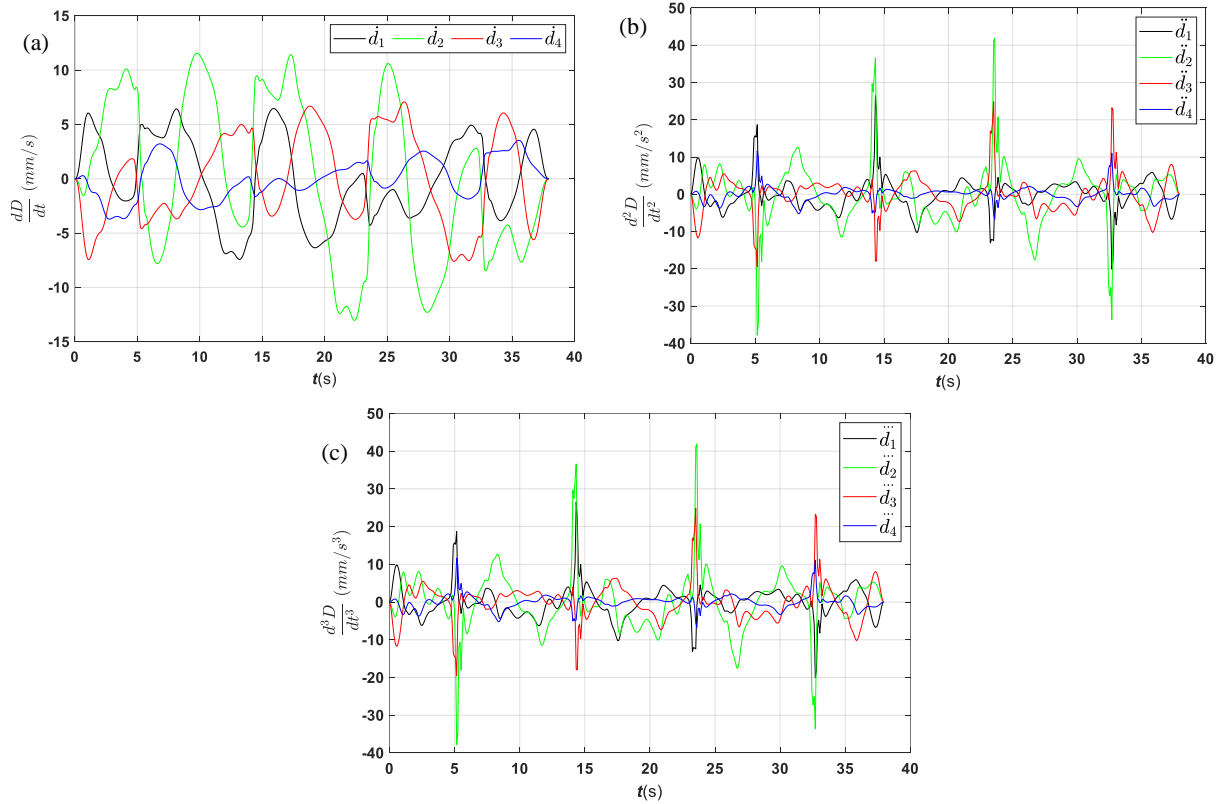 (a)
15
10
5
0
-5
-10
-15
dD/dt (mm/s)
ḋ1 ḋ2 ḋ3 ḋ4
0 5 10 15 20 25 30 35 40
t(s)
(b)
50
40
30
20
10
0
-10
-20
-30
-40
d²D/dt² (mm/s²)
d̈1
d̈2
d̈3
d̈4
0 5 10 15 20 25 30 35 40
t(s)
(c)
50
40
30
20
10
0
-10
-20
-30
-40
d³D/dt³ (mm/s³)
d⃛1
d⃛2
d⃛3
d⃛4
0 5 10 15 20 25 30 35 40
t(s)